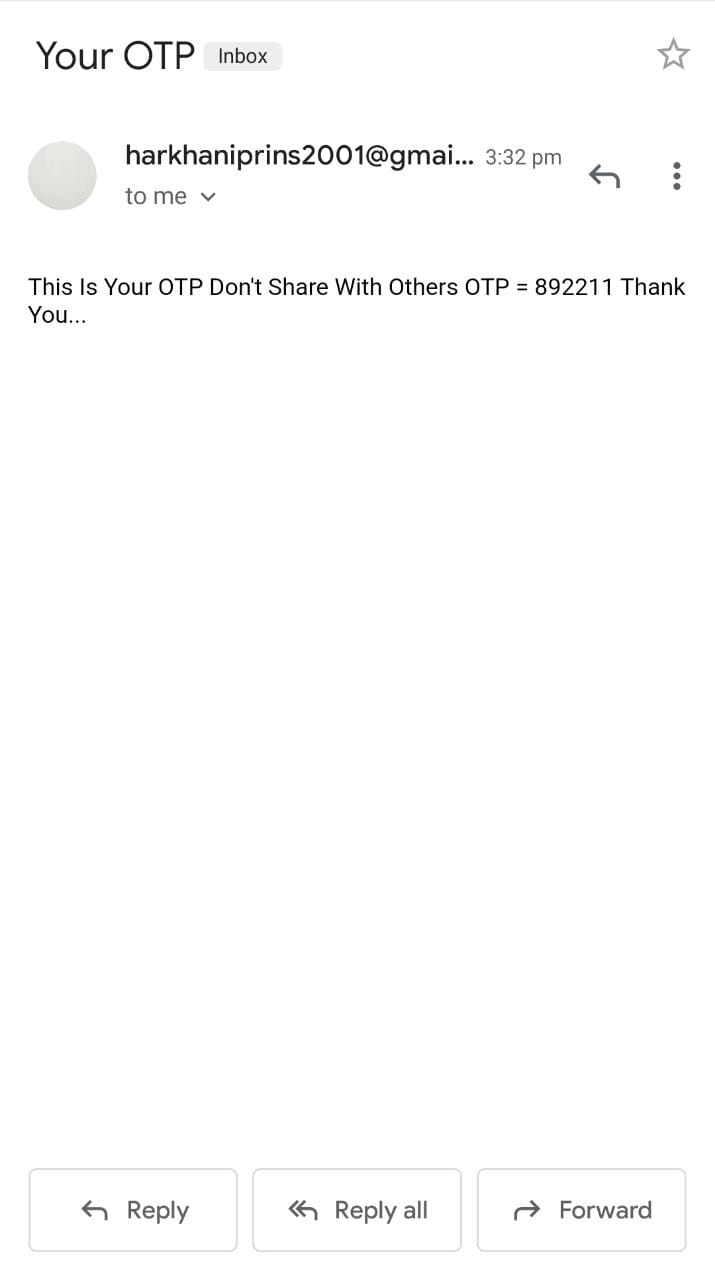 Your OTP Inbox
harkhaniprins2001@gmai... 3:32 pm
to me
This Is Your OTP Don't Share With Others OTP = 892211 Thank
You...
Reply Reply all Forward